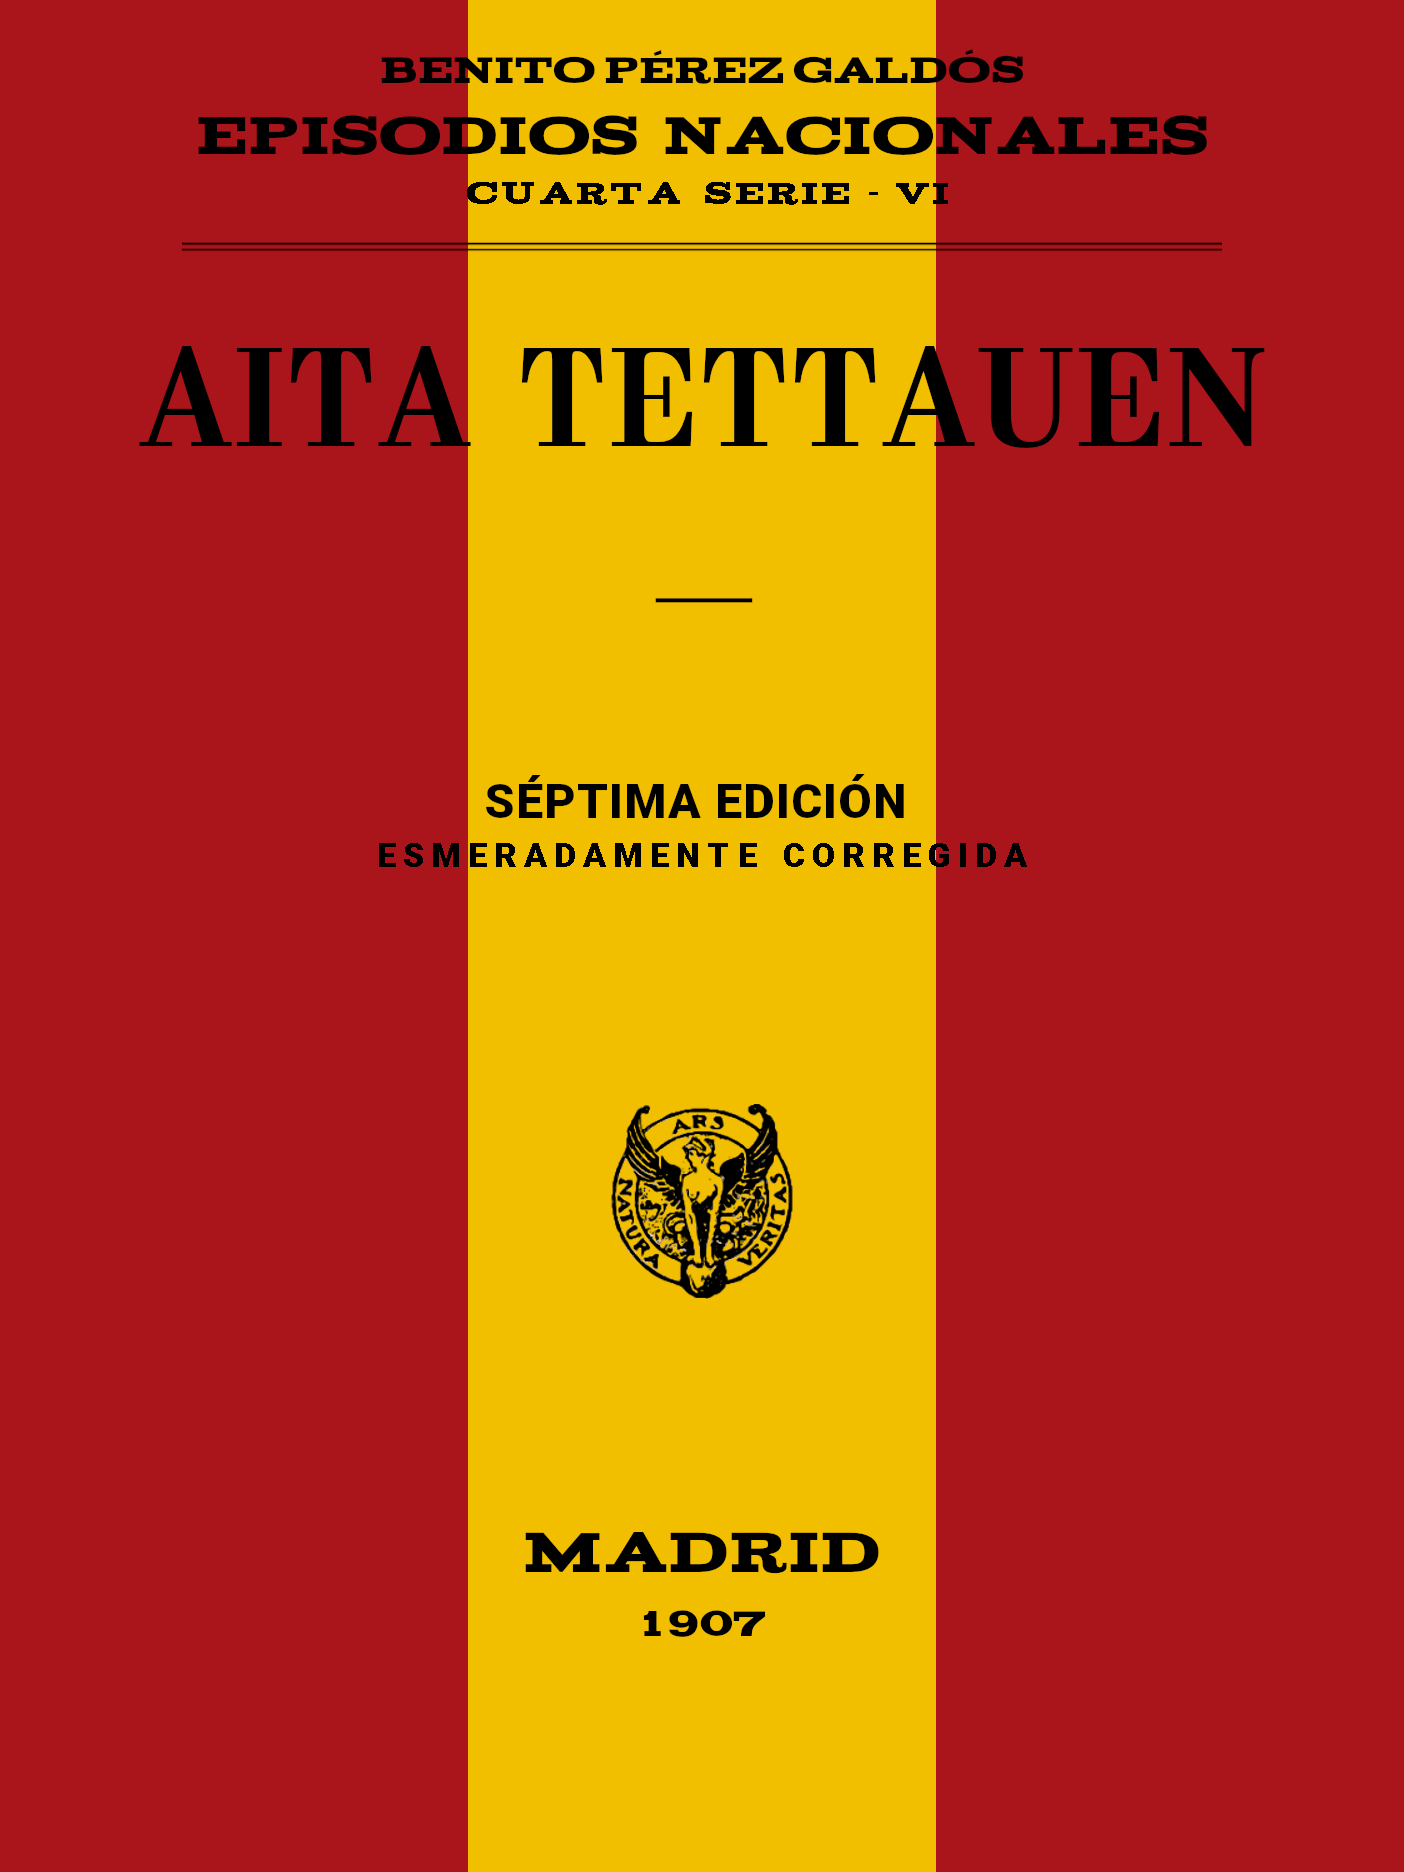 BENITO PÉREZ GALDÓS
EPISODIOS NACIONALES
CUARTA SERIE - VI
AITA TETTAUEN
SÉPTIMA EDICIÓN
ESMERADAMENTE CORREGIDA
ARS
NATURA
VERITAS
MADRID
1907